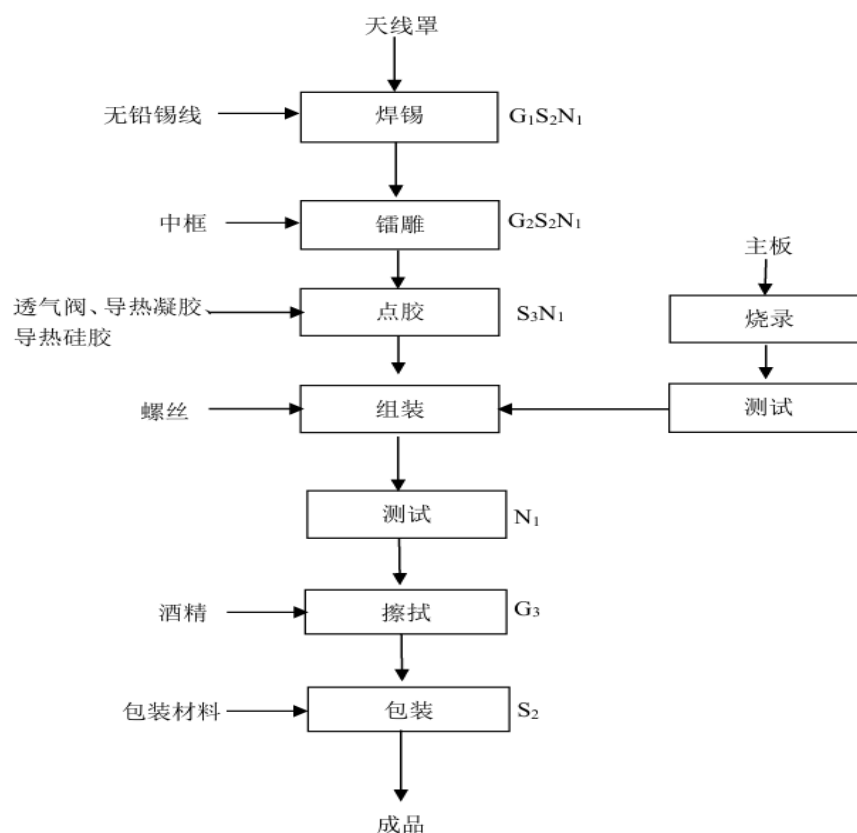 天线罩
无铅锡线
焊锡
G₁S₂N₁
中框
镭雕
G₂S₂N₁
主板
透气阀、导热凝胶、
导热硅胶
点胶
S₃N₁
烧录
螺丝
组装
测试
测试
N₁
酒精
擦拭
G₃
包装材料
包装
S₂
成品